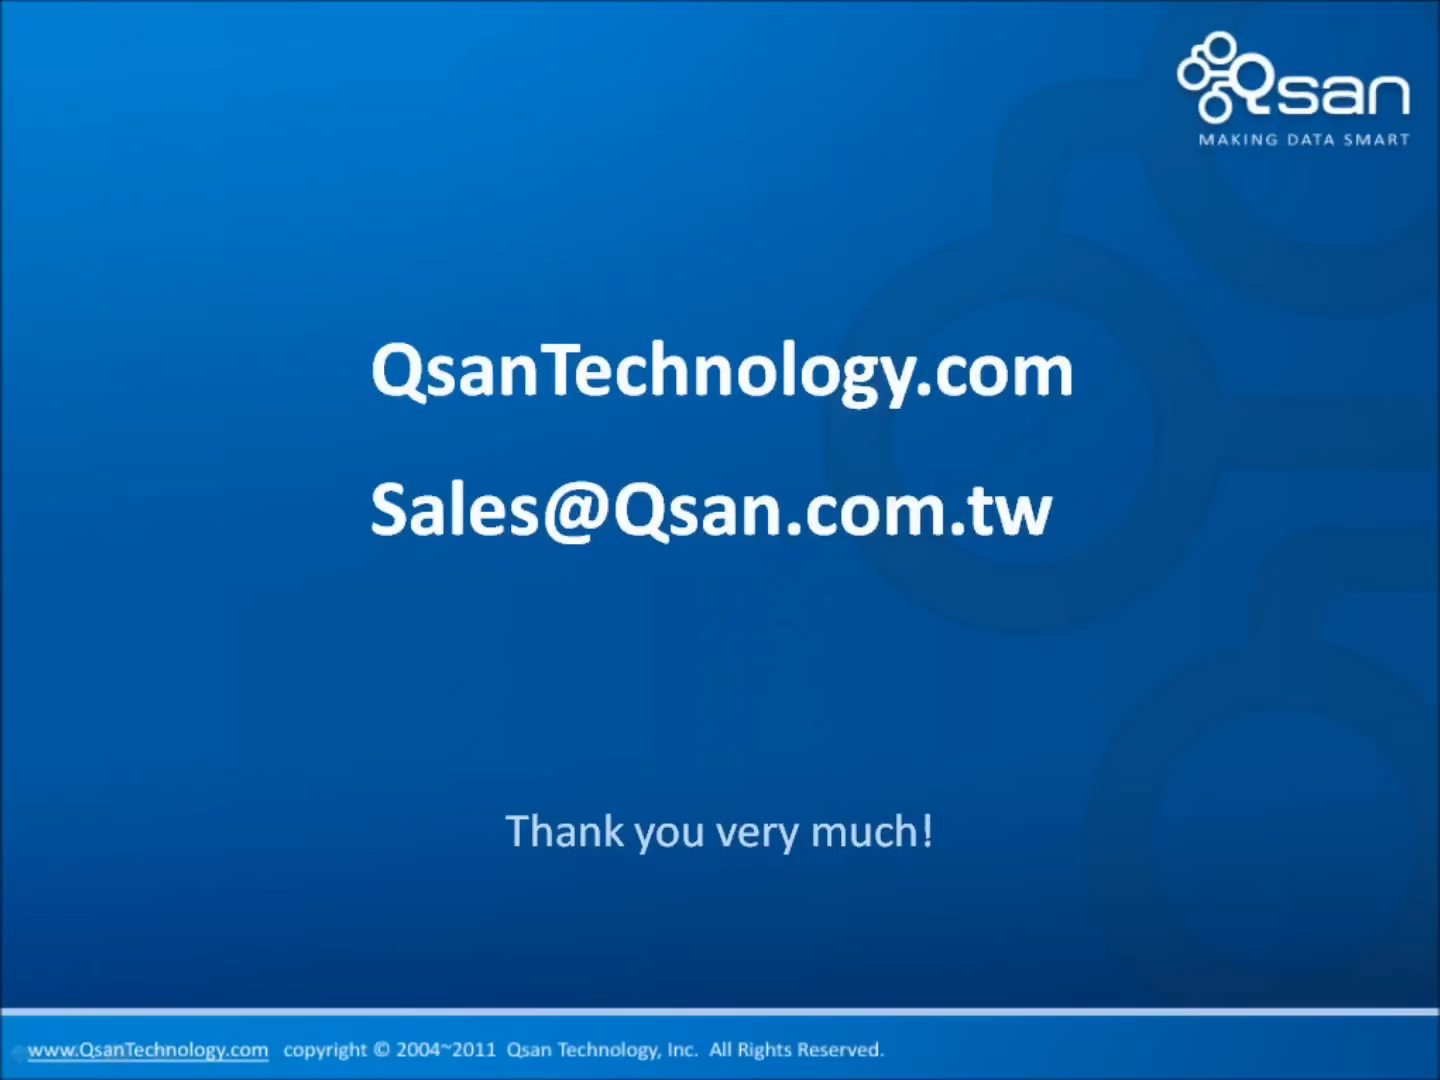 Qsan
MAKING DATA SMART
QsanTechnology.com
Sales@Qsan.com.tw
Thank you very much!
www.QsanTechnology.com copyright © 2004~2011 Qsan Technology, Inc. All Rights Reserved.